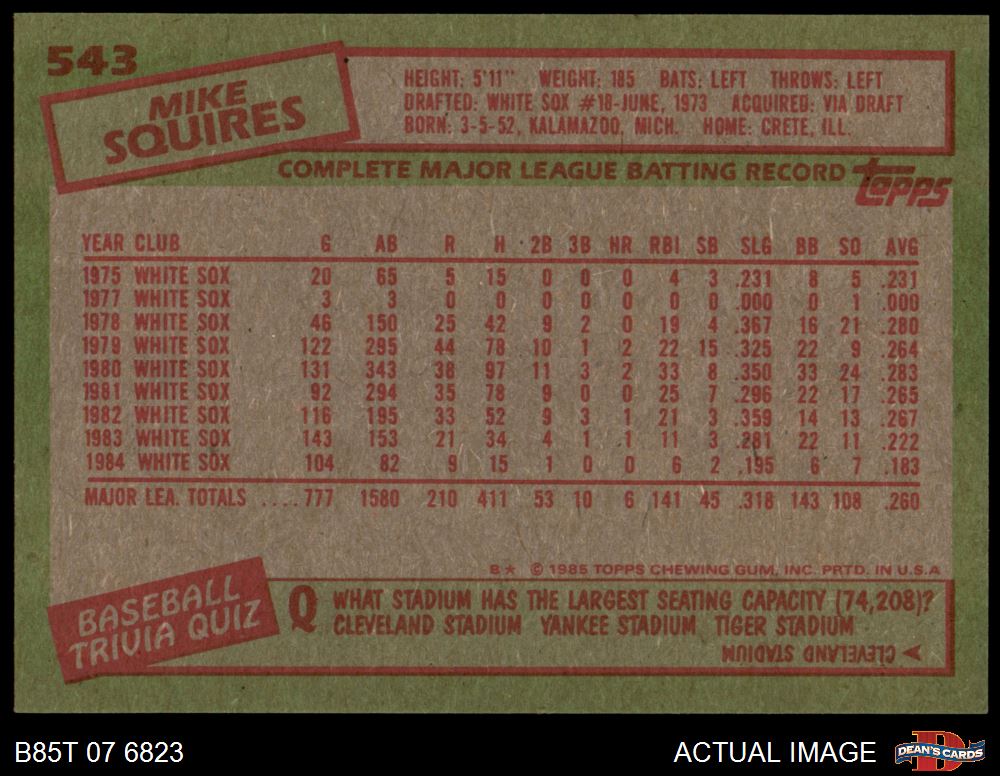 543
MIKE
SQUIRES
HEIGHT: 5'11" WEIGHT: 185 BATS: LEFT THROWS: LEFT
DRAFTED: WHITE SOX #18-JUNE, 1973 ACQUIRED: VIA DRAFT
BORN: 3-5-52, KALAMAZOO, MICH. HOME: CRETE, ILL.
COMPLETE MAJOR LEAGUE BATTING RECORD topps
YEAR CLUB G AB R H 2B 3B HR RBI SB SLG BB SO AVG
1975 WHITE SOX 20 65 5 15 0 0 0 4 3 .231 8 5 .231
1977 WHITE SOX 3 3 0 0 0 0 0 0 0 .000 0 1 .000
1978 WHITE SOX 46 150 25 42 9 2 0 19 4 .367 16 21 .280
1979 WHITE SOX 122 295 44 78 10 1 2 22 15 .325 22 9 .264
1980 WHITE SOX 131 343 38 97 11 3 2 33 8 .350 33 24 .283
1981 WHITE SOX 92 294 35 78 9 0 0 25 7 .296 22 17 .265
1982 WHITE SOX 116 195 33 52 9 3 1 21 3 .359 14 13 .267
1983 WHITE SOX 143 153 21 34 4 1 1 11 3 .281 22 11 .222
1984 WHITE SOX 104 82 9 15 1 0 0 6 2 .195 6 7 .183
MAJOR LEA. TOTALS ....777 1580 210 411 53 10 6 141 45 .318 143 108 .260
B★ © 1985 TOPPS CHEWING GUM, INC. PRTD. IN U.S.A
BASEBALL
TRIVIA QUIZ
Q WHAT STADIUM HAS THE LARGEST SEATING CAPACITY (74,208)?
CLEVELAND STADIUM YANKEE STADIUM TIGER STADIUM
CLEVELAND STADIUM
B85T 07 6823
ACTUAL IMAGE
DEAN'S CARDS